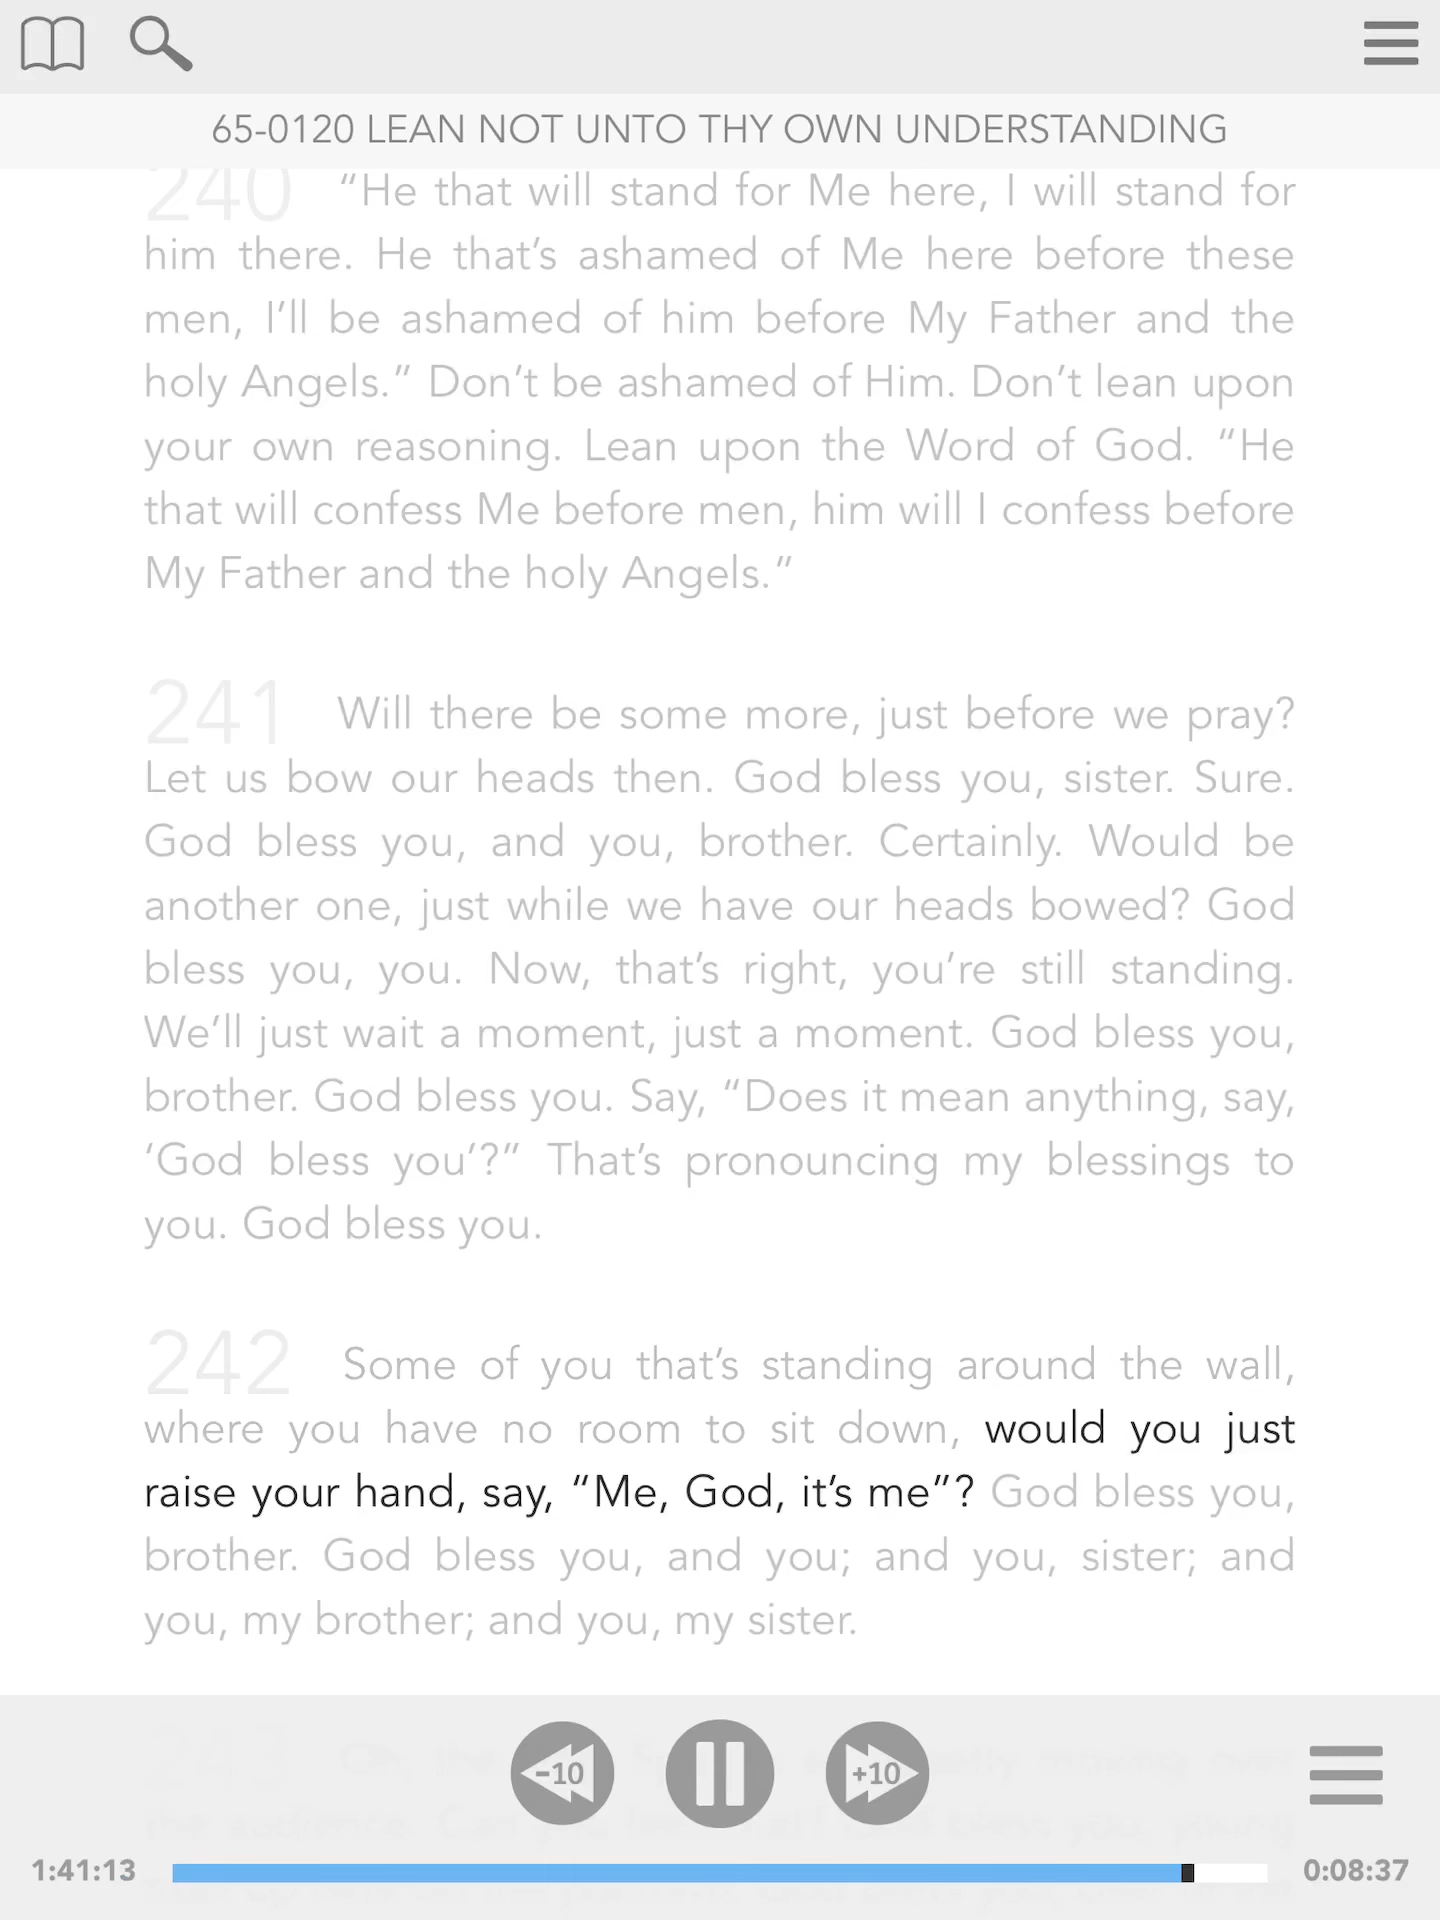 65-0120 LEAN NOT UNTO THY OWN UNDERSTANDING
240 “He that will stand for Me here, I will stand for
him there. He that’s ashamed of Me here before these
men, I’ll be ashamed of him before My Father and the
holy Angels.” Don’t be ashamed of Him. Don’t lean upon
your own reasoning. Lean upon the Word of God. “He
that will confess Me before men, him will I confess before
My Father and the holy Angels.”
241 Will there be some more, just before we pray?
Let us bow our heads then. God bless you, sister. Sure.
God bless you, and you, brother. Certainly. Would be
another one, just while we have our heads bowed? God
bless you, you. Now, that’s right, you’re still standing.
We’ll just wait a moment, just a moment. God bless you,
brother. God bless you. Say, “Does it mean anything, say,
‘God bless you’?” That’s pronouncing my blessings to
you. God bless you.
242 Some of you that’s standing around the wall,
where you have no room to sit down, would you just
raise your hand, say, “Me, God, it’s me”? God bless you,
brother. God bless you, and you; and you, sister; and
you, my brother; and you, my sister.
-10 +10
1:41:13 0:08:37